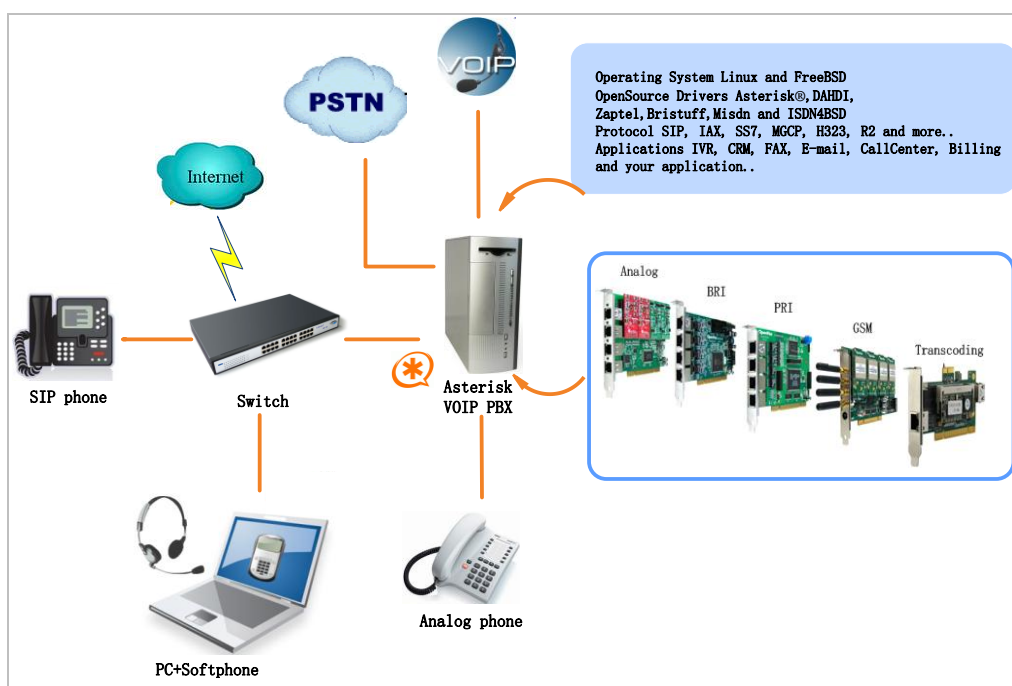 VOIP
PSTN
Operating System Linux and FreeBSD
OpenSource Drivers Asterisk®,DAHDI,
Zaptel,Bristuff,Misdn and ISDN4BSD
Protocol SIP, IAX, SS7, MGCP, H323, R2 and more..
Applications IVR, CRM, FAX, E-mail, CallCenter, Billing
and your application..
Internet
Analog
BRI
PRI
GSM
Transcoding
SIP phone
Switch
Asterisk
VOIP PBX
Analog phone
PC+Softphone